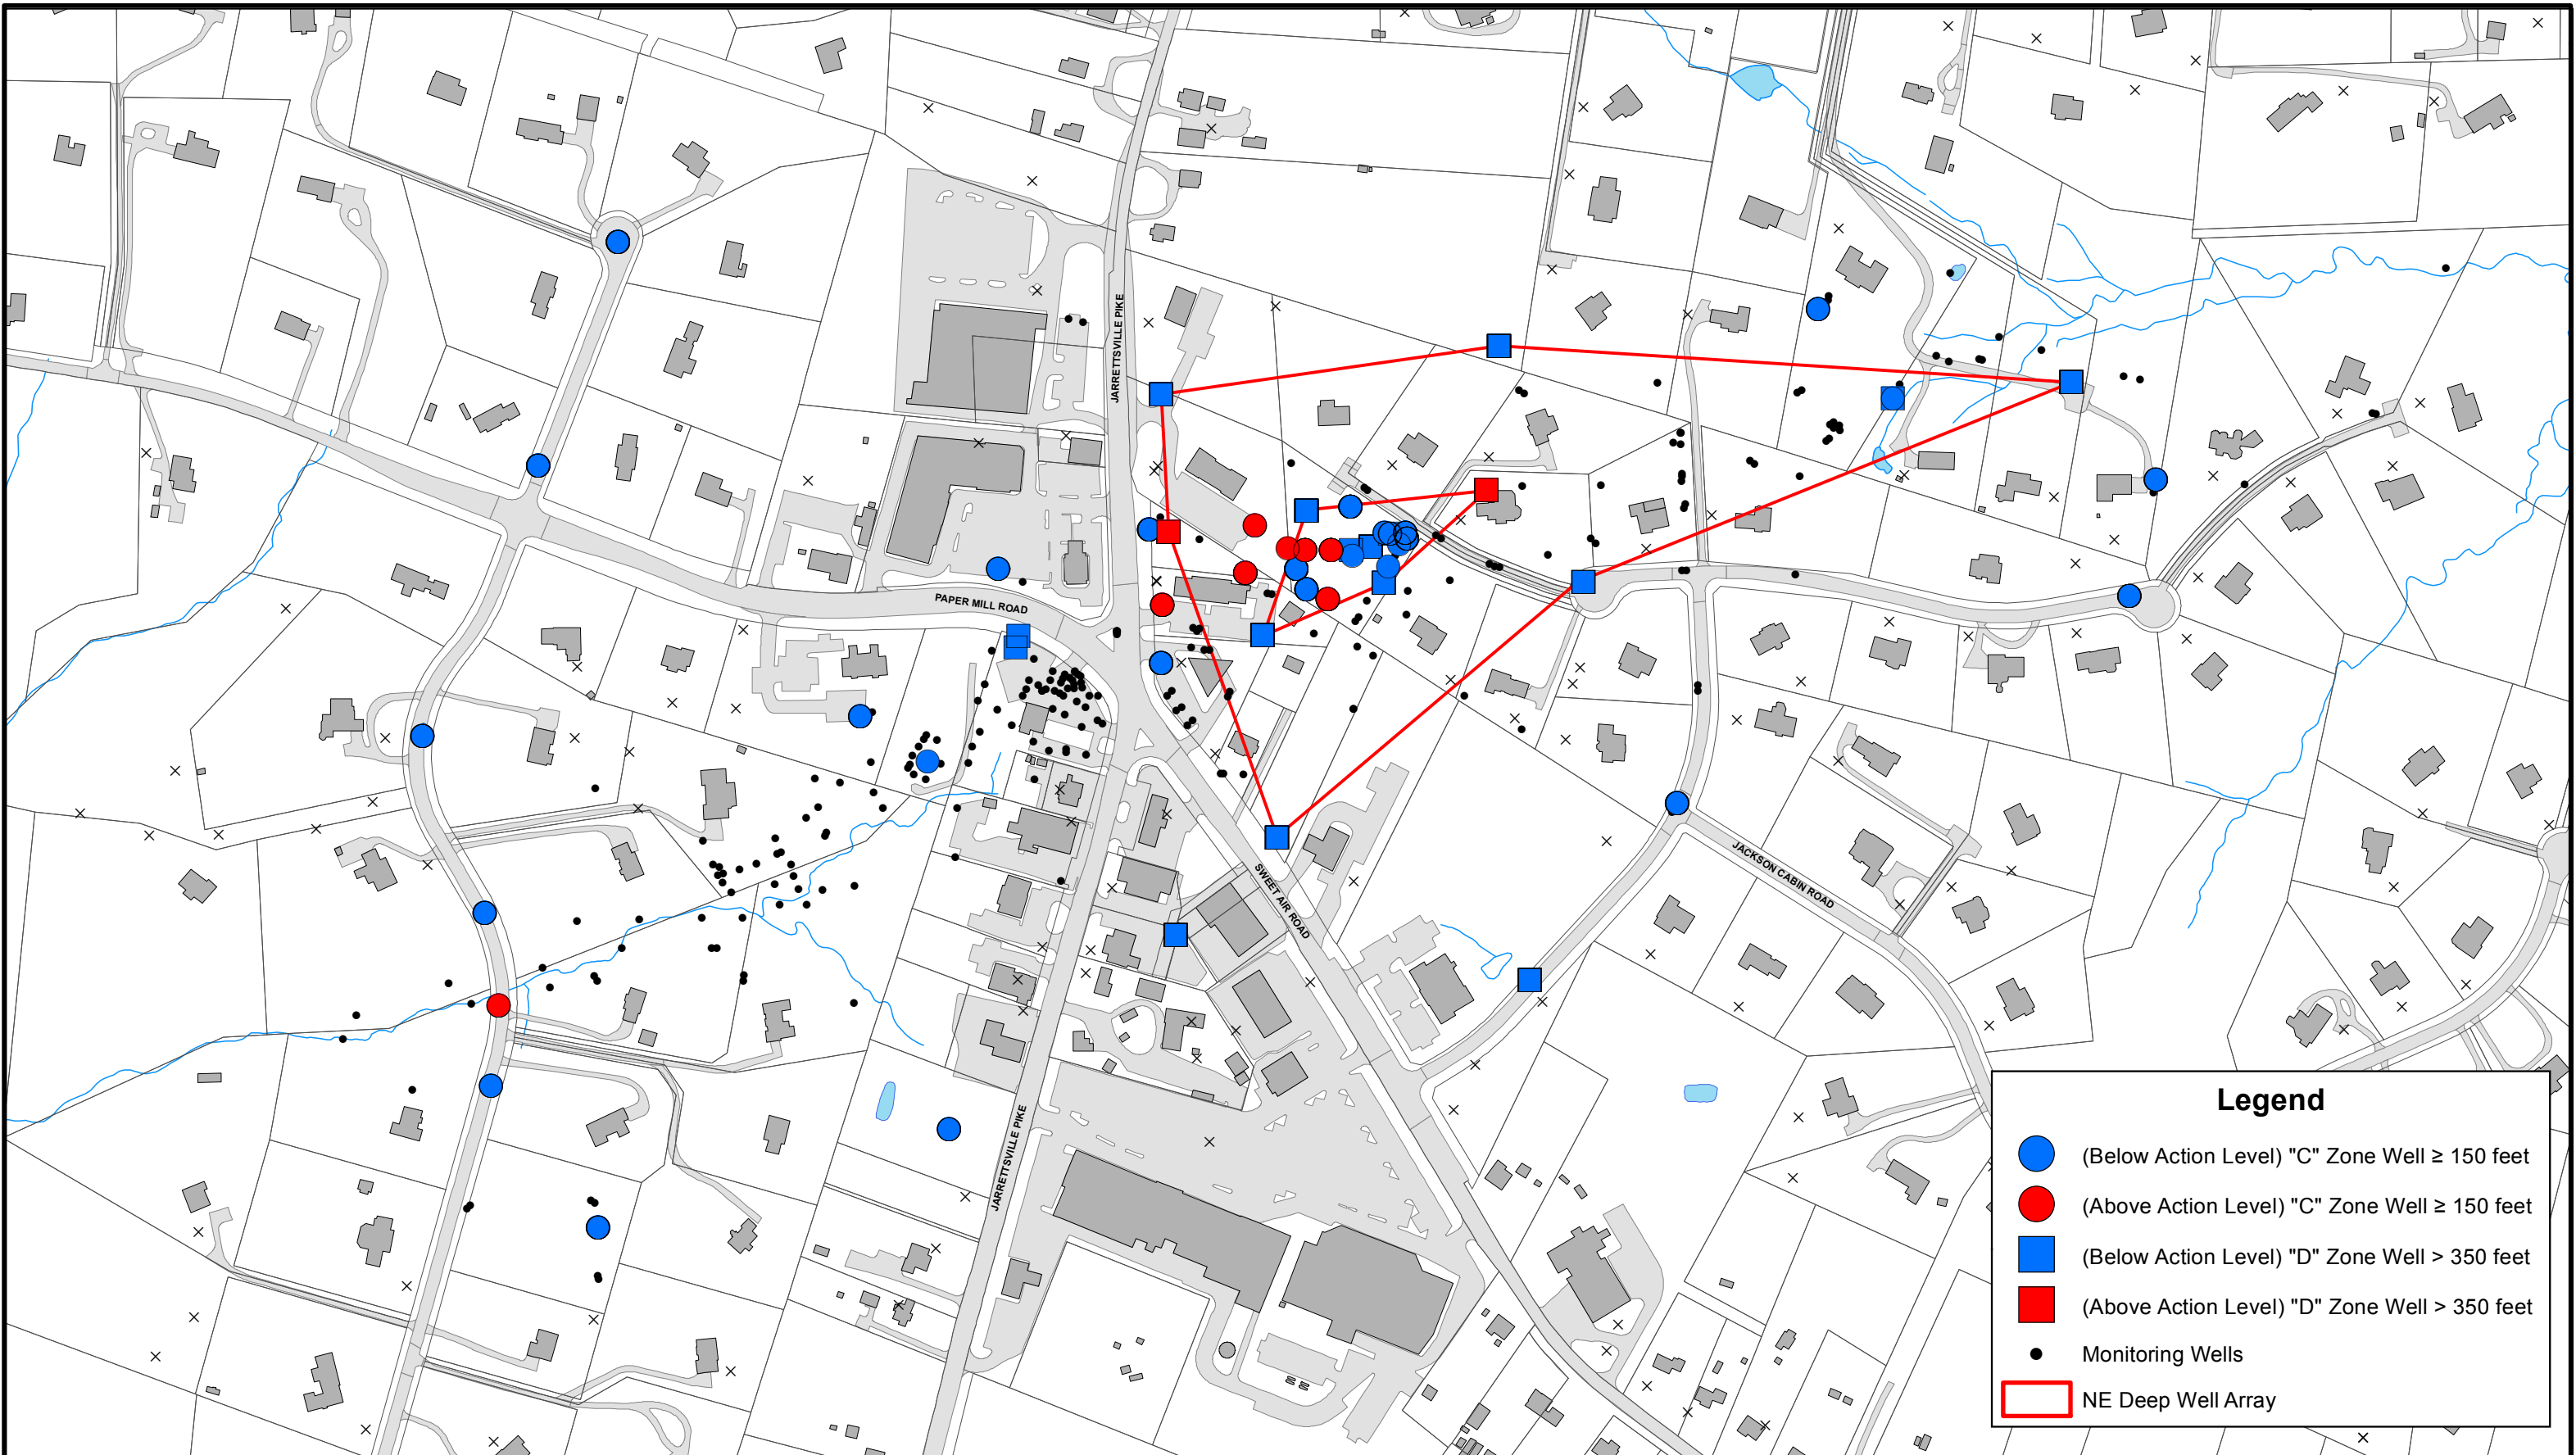 JARRETTSVILLE PIKE
PAPER MILL ROAD
SWEET AIR ROAD
JACKSON CABIN ROAD
JARRETTSVILLE PIKE
Legend
(Below Action Level) "C" Zone Well ≥ 150 feet
(Above Action Level) "C" Zone Well ≥ 150 feet
(Below Action Level) "D" Zone Well > 350 feet
(Above Action Level) "D" Zone Well > 350 feet
Monitoring Wells
NE Deep Well Array